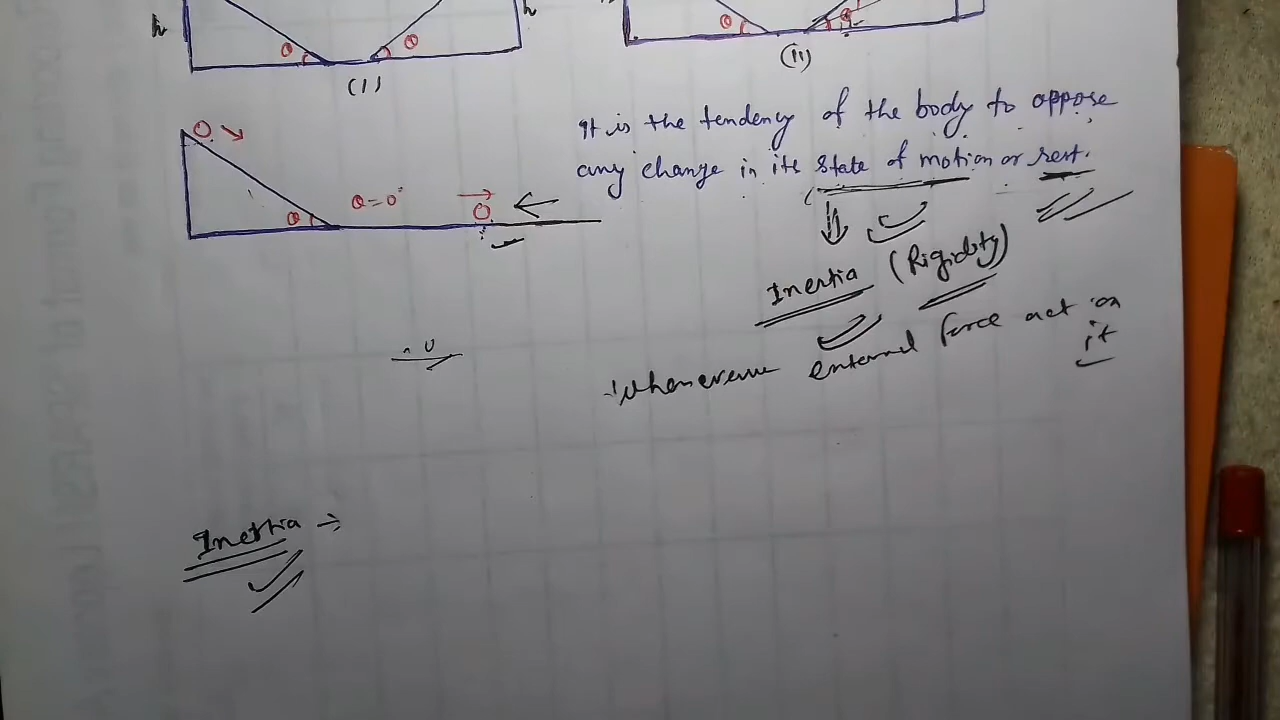 h
θ
θ
h
(I)
θ
θ
(II)
It is the tendency of the body to oppose
any change in its state of motion or rest.
θ
θ=0°
Inertia (Rigidity)
whenevever external force act on
it
Inertia →